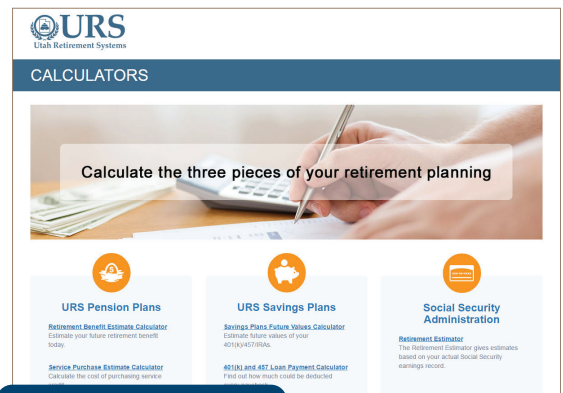 URS
Utah Retirement Systems
CALCULATORS
Calculate the three pieces of your retirement planning
URS Pension Plans
Retirement Benefit Estimate Calculator
Estimate your future retirement benefit
today.
Service Purchase Estimate Calculator
Calculate the cost of purchasing service
URS Savings Plans
Savings Plans Future Values Calculator
Estimate future values of your
401(k)/457/IRAs.
401(k) and 457 Loan Payment Calculator
Find out how much could be deducted
Social Security
Administration
Retirement Estimator
The Retirement Estimator gives estimates
based on your actual Social Security
earnings record.